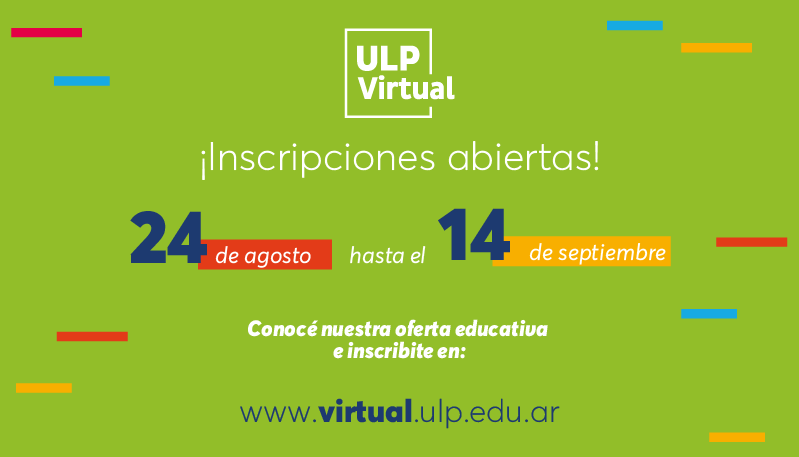 ULP
Virtual
¡Inscripciones abiertas!
24 de agosto hasta el 14 de septiembre
Conocé nuestra oferta educativa
e inscribite en:
www.virtual.ulp.edu.ar